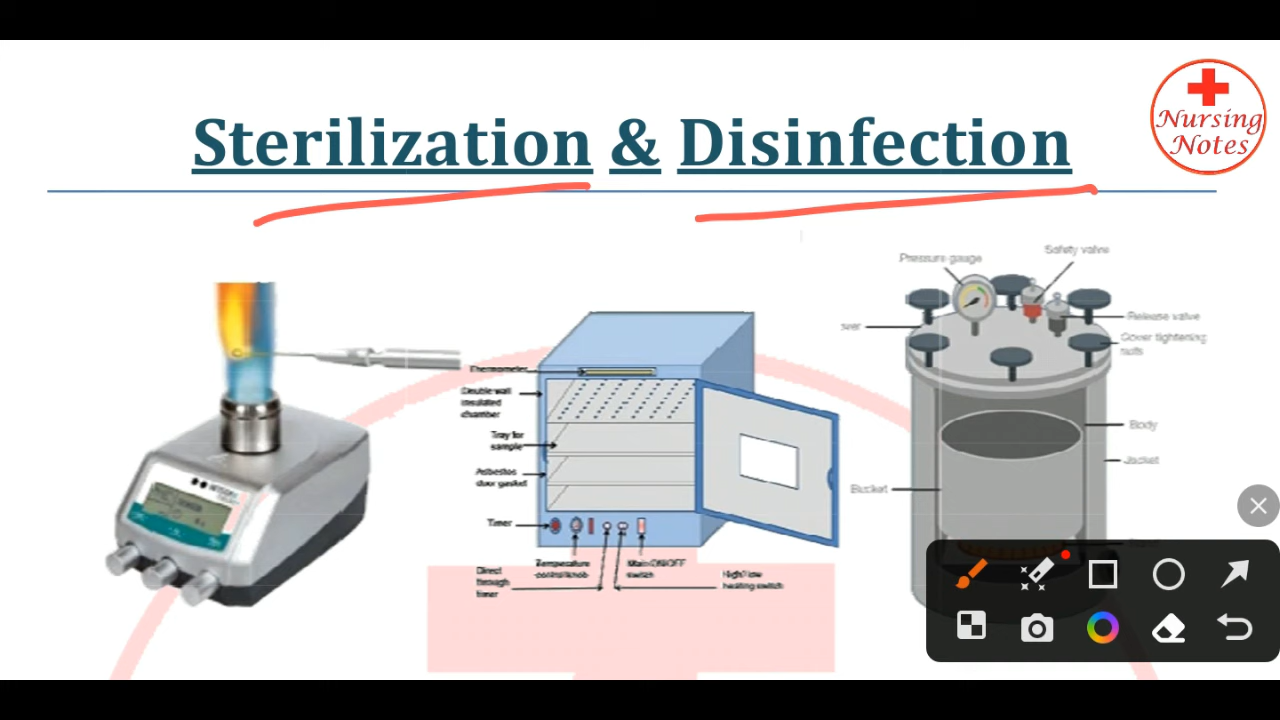 Sterilization & Disinfection
Nursing
Notes
Safety valve
Pressure gauge
Release valve
Cover tightening
nuts
Thermometer
Double wall
insulated
chamber
Tray for
sample
Asbestos
door gasket
Timer
Direct
through
timer
Temperature
control knob
Main ON/OFF
switch
High/low
heating switch
Body
Jacket
Bucket